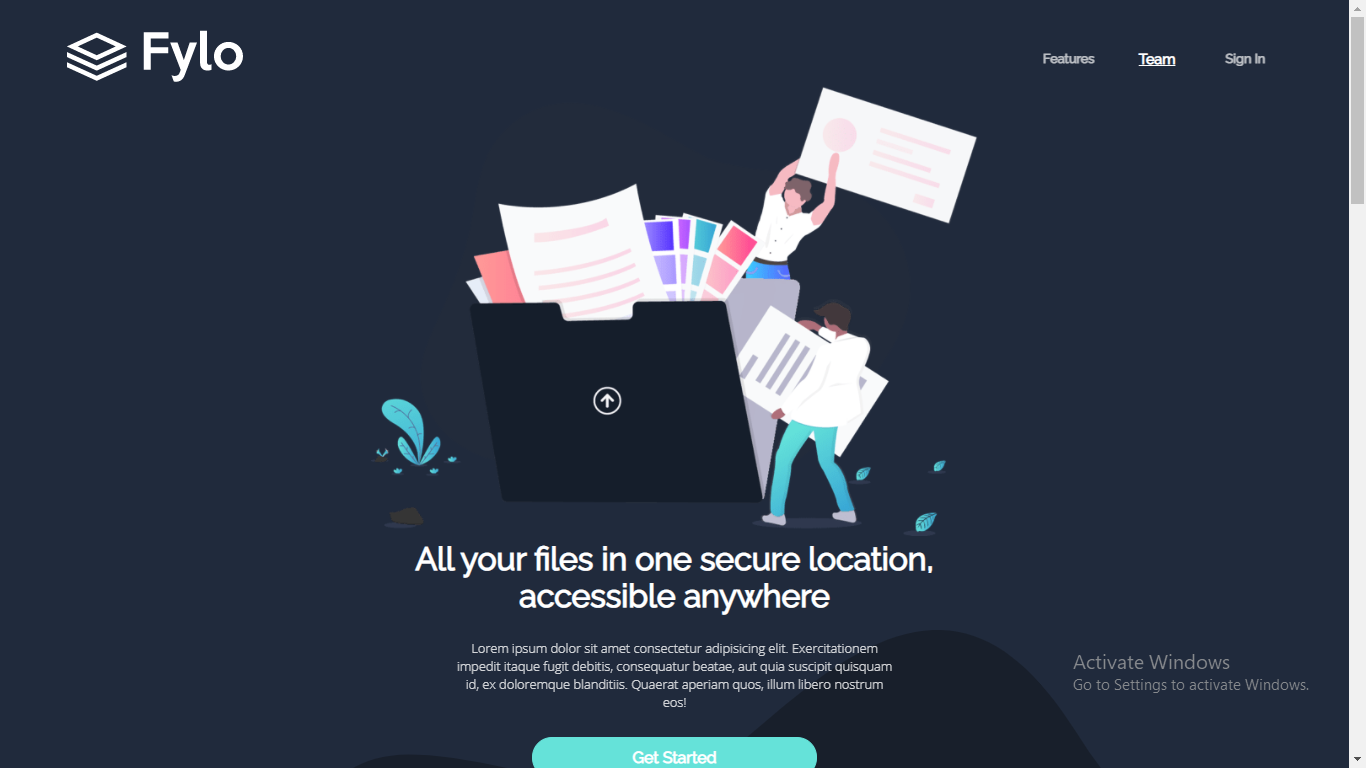 Fylo
Features
Team
Sign In
All your files in one secure location,
accessible anywhere
Lorem ipsum dolor sit amet consectetur adipisicing elit. Exercitationem
impedit itaque fugit debitis, consequatur beatae, aut quia suscipit quisquam
id, ex doloremque blanditiis. Quaerat aperiam quos, illum libero nostrum
eos!
Activate Windows
Go to Settings to activate Windows.
Get Started